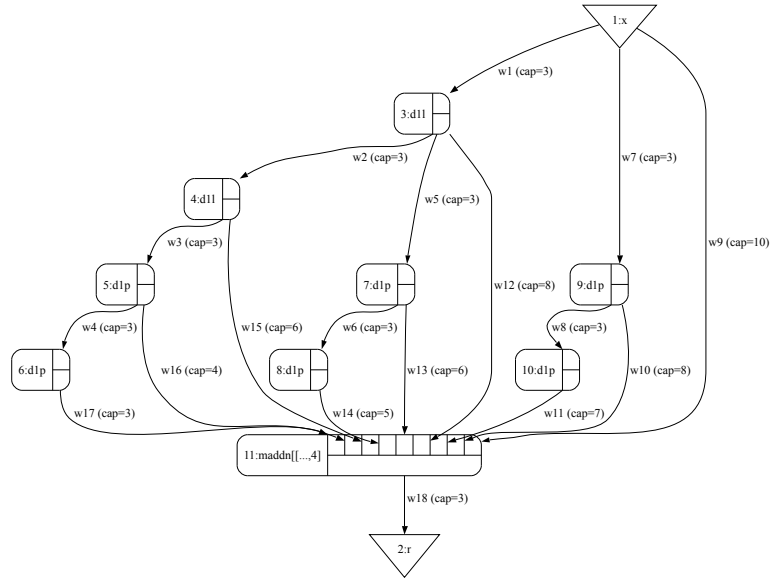 1:x
w1 (cap=3)
3:d1l
w2 (cap=3)
w7 (cap=3)
4:d1l
w5 (cap=3)
w3 (cap=3)
w9 (cap=10)
5:d1p
7:d1p
9:d1p
w12 (cap=8)
w4 (cap=3)
w15 (cap=6)
w6 (cap=3)
w8 (cap=3)
6:d1p
w16 (cap=4)
8:d1p
w13 (cap=6)
10:d1p
w10 (cap=8)
w17 (cap=3)
w14 (cap=5)
w11 (cap=7)
11:maddn[[...,4]
w18 (cap=3)
2:r